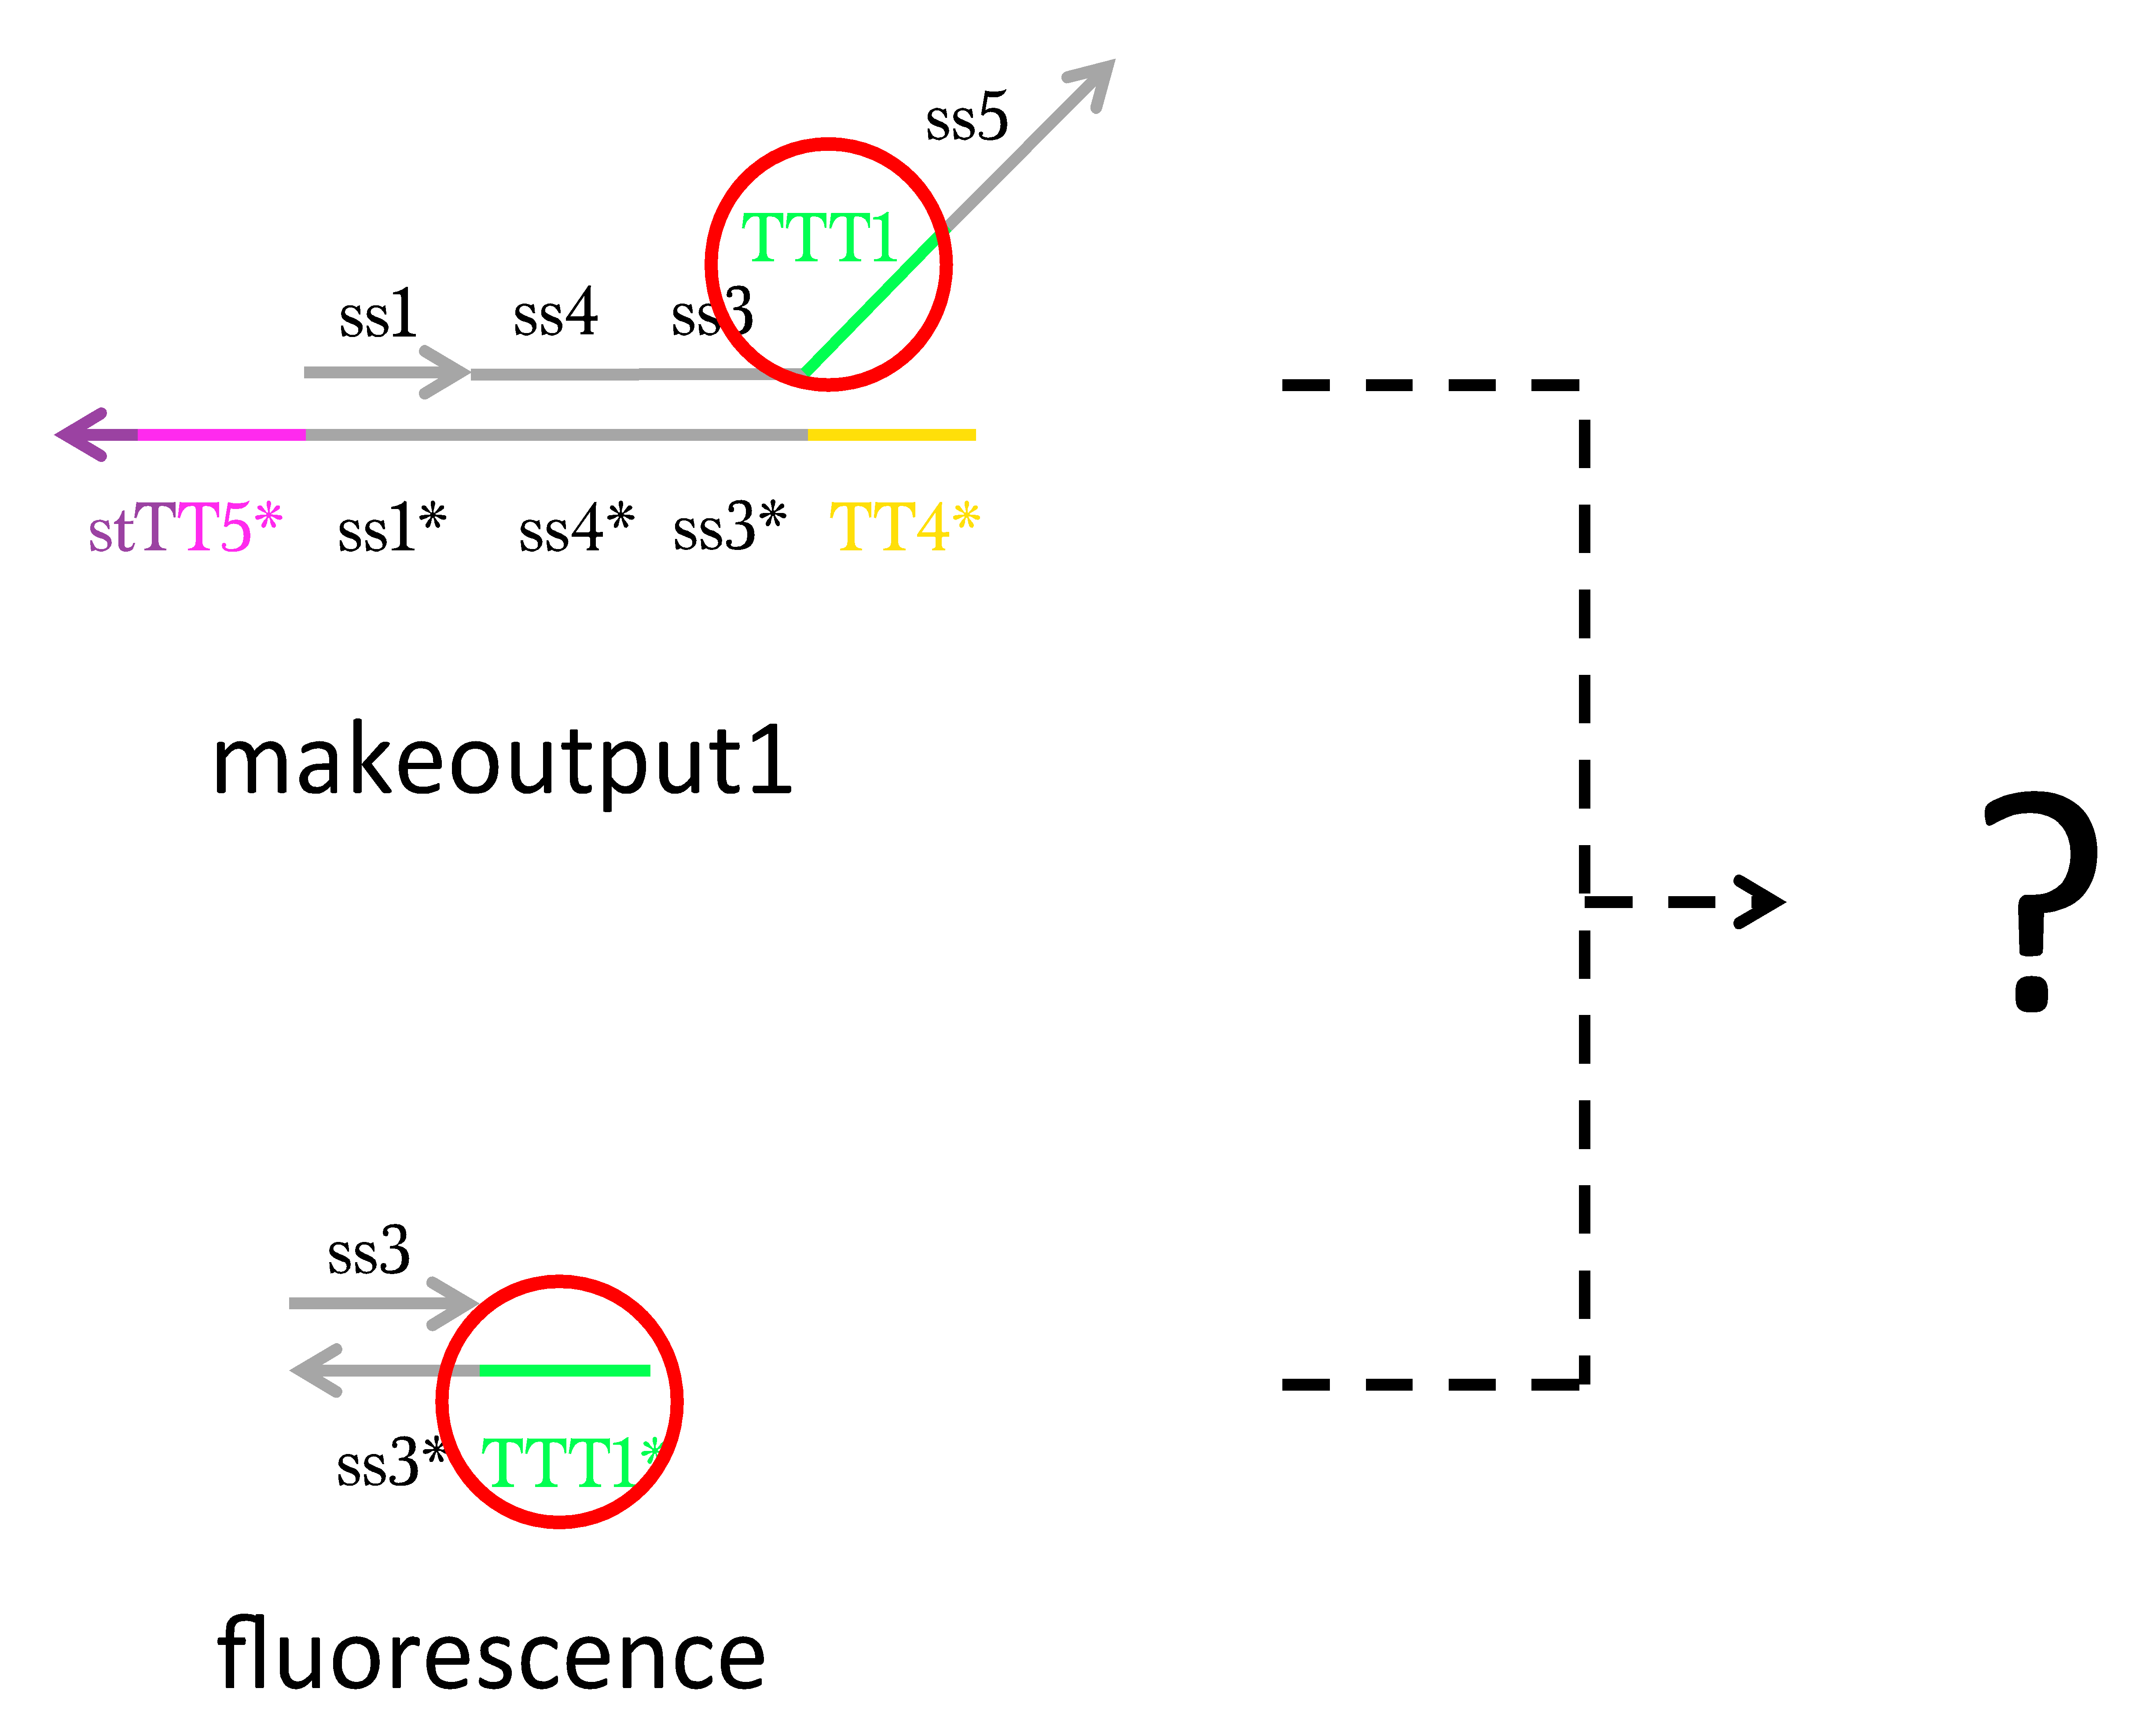 ss5
TTT1
ss1 ss4 ss3
stTT5* ss1* ss4* ss3* TT4*
makeoutput1
?
ss3
ss3* TTT1*
fluorescence